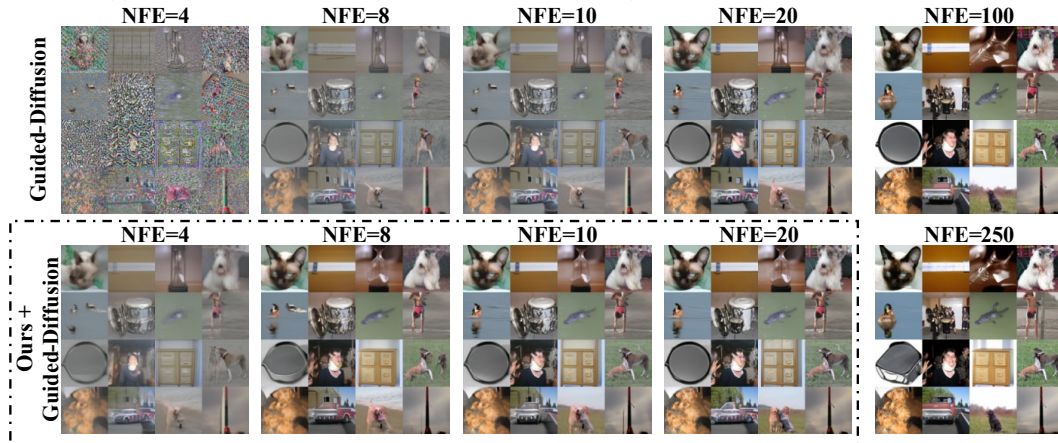 NFE=4 NFE=8 NFE=10 NFE=20 NFE=100
Guided-Diffusion
NFE=4 NFE=8 NFE=10 NFE=20 NFE=250
Ours +
Guided-Diffusion